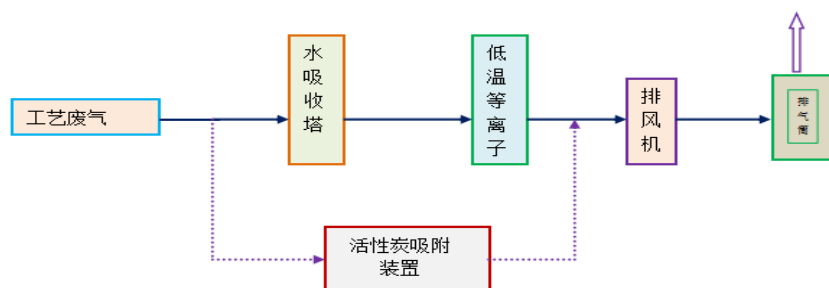 工艺废气
水吸收塔
低温等离子
排风机
排气筒
活性炭吸附
装置